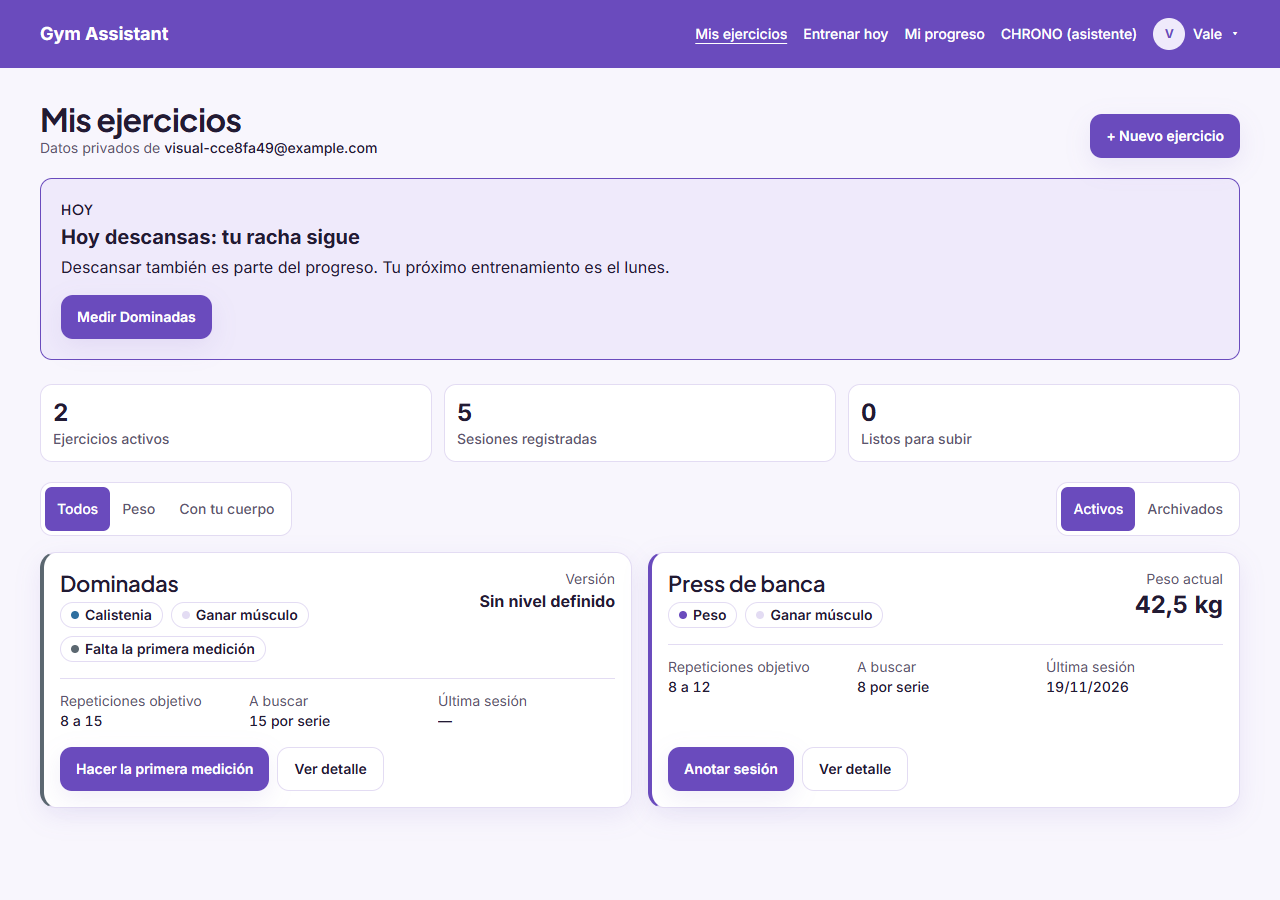 Gym Assistant
Mis ejercicios
Entrenar hoy
Mi progreso
CHRONO (asistente)
V
Vale
Mis ejercicios
Datos privados de visual-cce8fa49@example.com
+ Nuevo ejercicio
HOY
Hoy descansas: tu racha sigue
Descansar también es parte del progreso. Tu próximo entrenamiento es el lunes.
Medir Dominadas
2
Ejercicios activos
5
Sesiones registradas
0
Listos para subir
Todos
Peso
Con tu cuerpo
Activos
Archivados
Dominadas
Versión
Sin nivel definido
Calistenia
Ganar músculo
Falta la primera medición
Repeticiones objetivo
8 a 15
A buscar
15 por serie
Última sesión
—
Hacer la primera medición
Ver detalle
Press de banca
Peso actual
42,5 kg
Peso
Ganar músculo
Repeticiones objetivo
8 a 12
A buscar
8 por serie
Última sesión
19/11/2026
Anotar sesión
Ver detalle